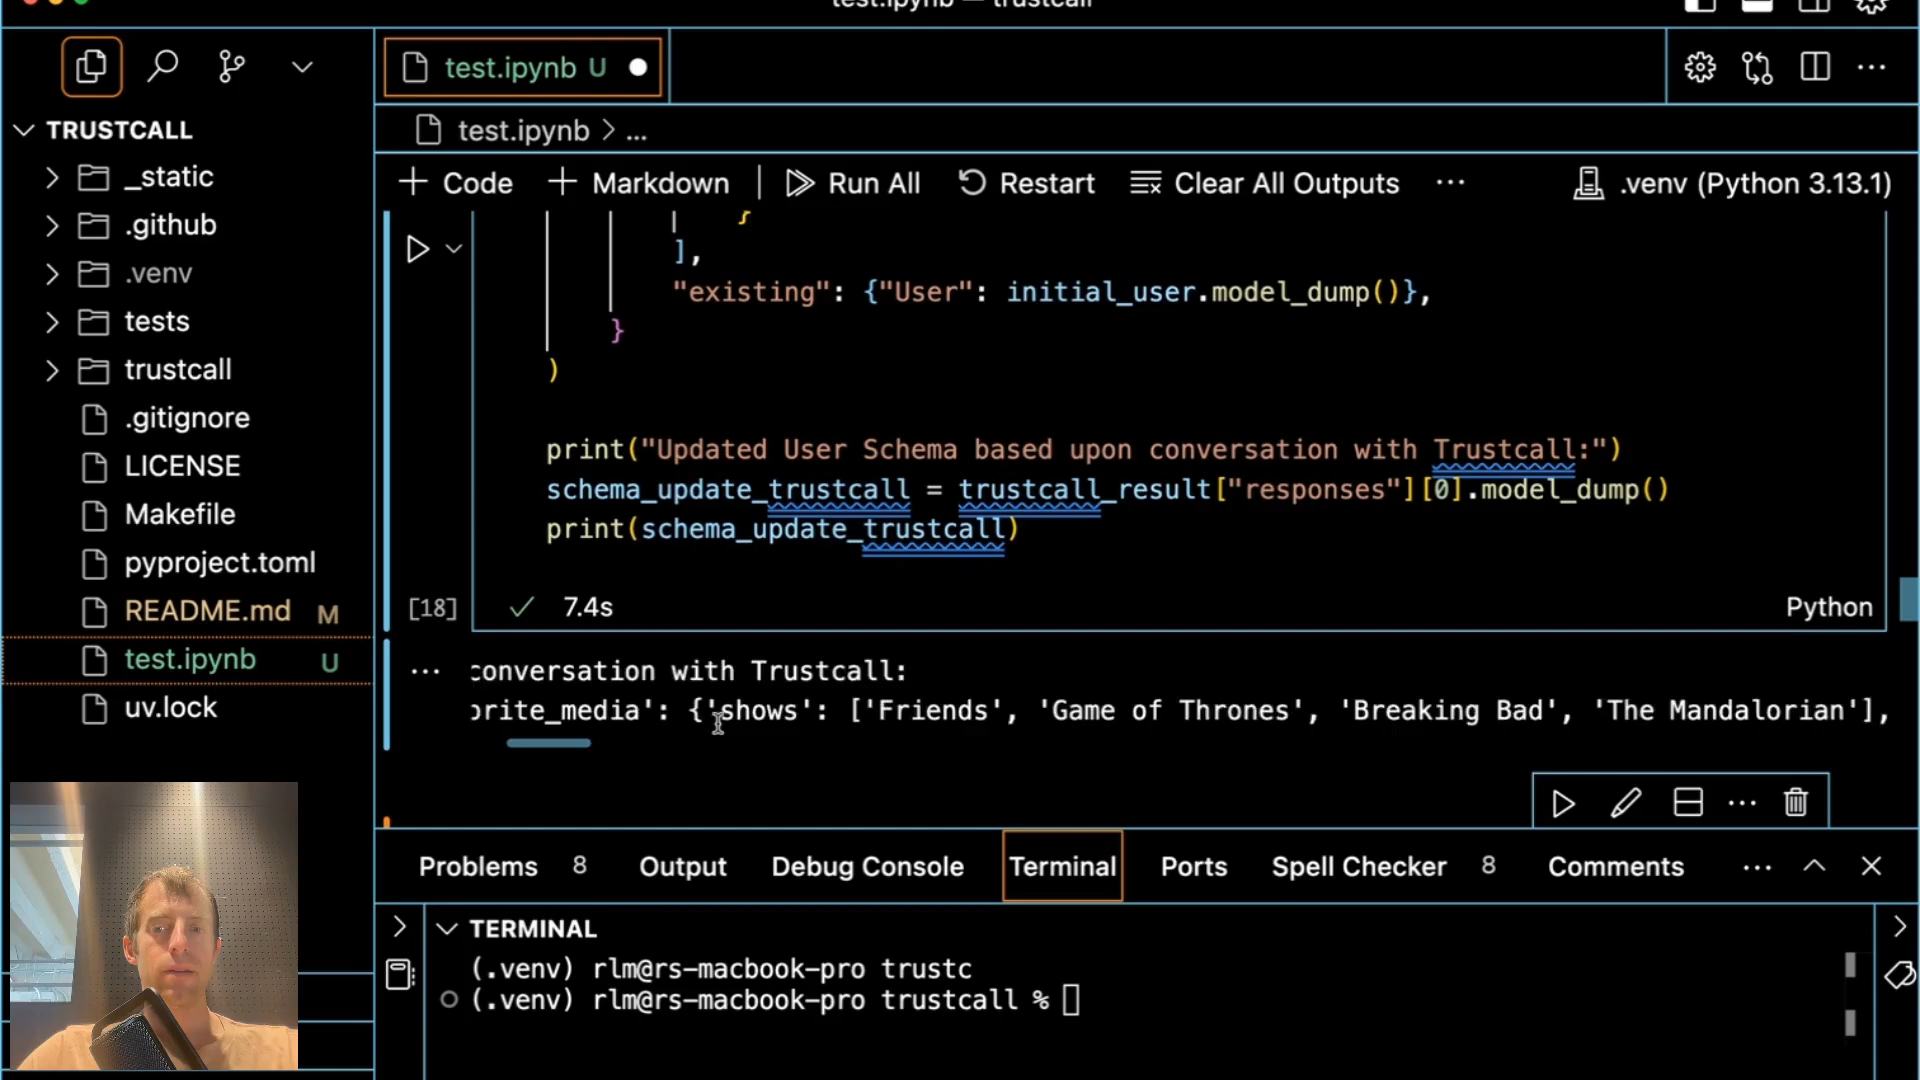 test.ipynb — trustcall
test.ipynb U
TRUSTCALL
test.ipynb > ...
_static
.github
.venv
tests
trustcall
.gitignore
LICENSE
Makefile
pyproject.toml
README.md M
test.ipynb U
uv.lock
Code Markdown Run All Restart Clear All Outputs ... .venv (Python 3.13.1)
{
],
"existing": {"User": initial_user.model_dump()},
}
)
print("Updated User Schema based upon conversation with Trustcall:")
schema_update_trustcall = trustcall_result["responses"][0].model_dump()
print(schema_update_trustcall)
[18] 7.4s Python
conversation with Trustcall:
orite_media': {'shows': ['Friends', 'Game of Thrones', 'Breaking Bad', 'The Mandalorian'],
Problems 8 Output Debug Console Terminal Ports Spell Checker 8 Comments
TERMINAL
(.venv) rlm@rs-macbook-pro trustc
(.venv) rlm@rs-macbook-pro trustcall %